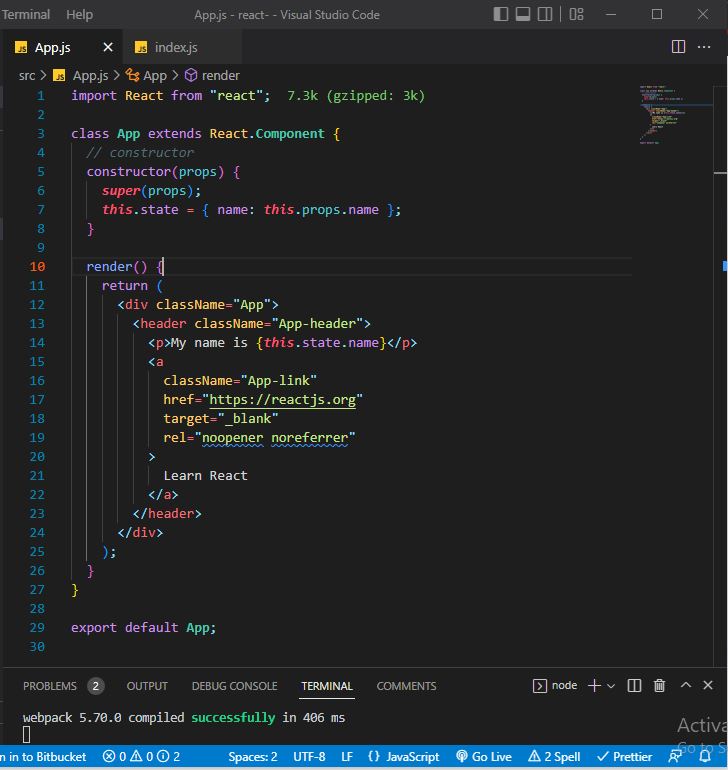 Terminal Help App.js - react- - Visual Studio Code
JS App.js JS index.js
src > JS App.js > App > render
1 import React from "react"; 7.3k (gzipped: 3k)
2
3 class App extends React.Component {
4 // constructor
5 constructor(props) {
6 super(props);
7 this.state = { name: this.props.name };
8 }
9
10 render() {
11 return (
12 <div className="App">
13 <header className="App-header">
14 <p>My name is {this.state.name}</p>
15 <a
16 className="App-link"
17 href="https://reactjs.org"
18 target="_blank"
19 rel="noopener noreferrer"
20 >
21 Learn React
22 </a>
23 </header>
24 </div>
25 );
26 }
27 }
28
29 export default App;
30
PROBLEMS 2 OUTPUT DEBUG CONSOLE TERMINAL COMMENTS node
webpack 5.70.0 compiled successfully in 406 ms
Activa
Go to S
n in to Bitbucket 0 0 2 Spaces: 2 UTF-8 LF {} JavaScript Go Live 2 Spell Prettier